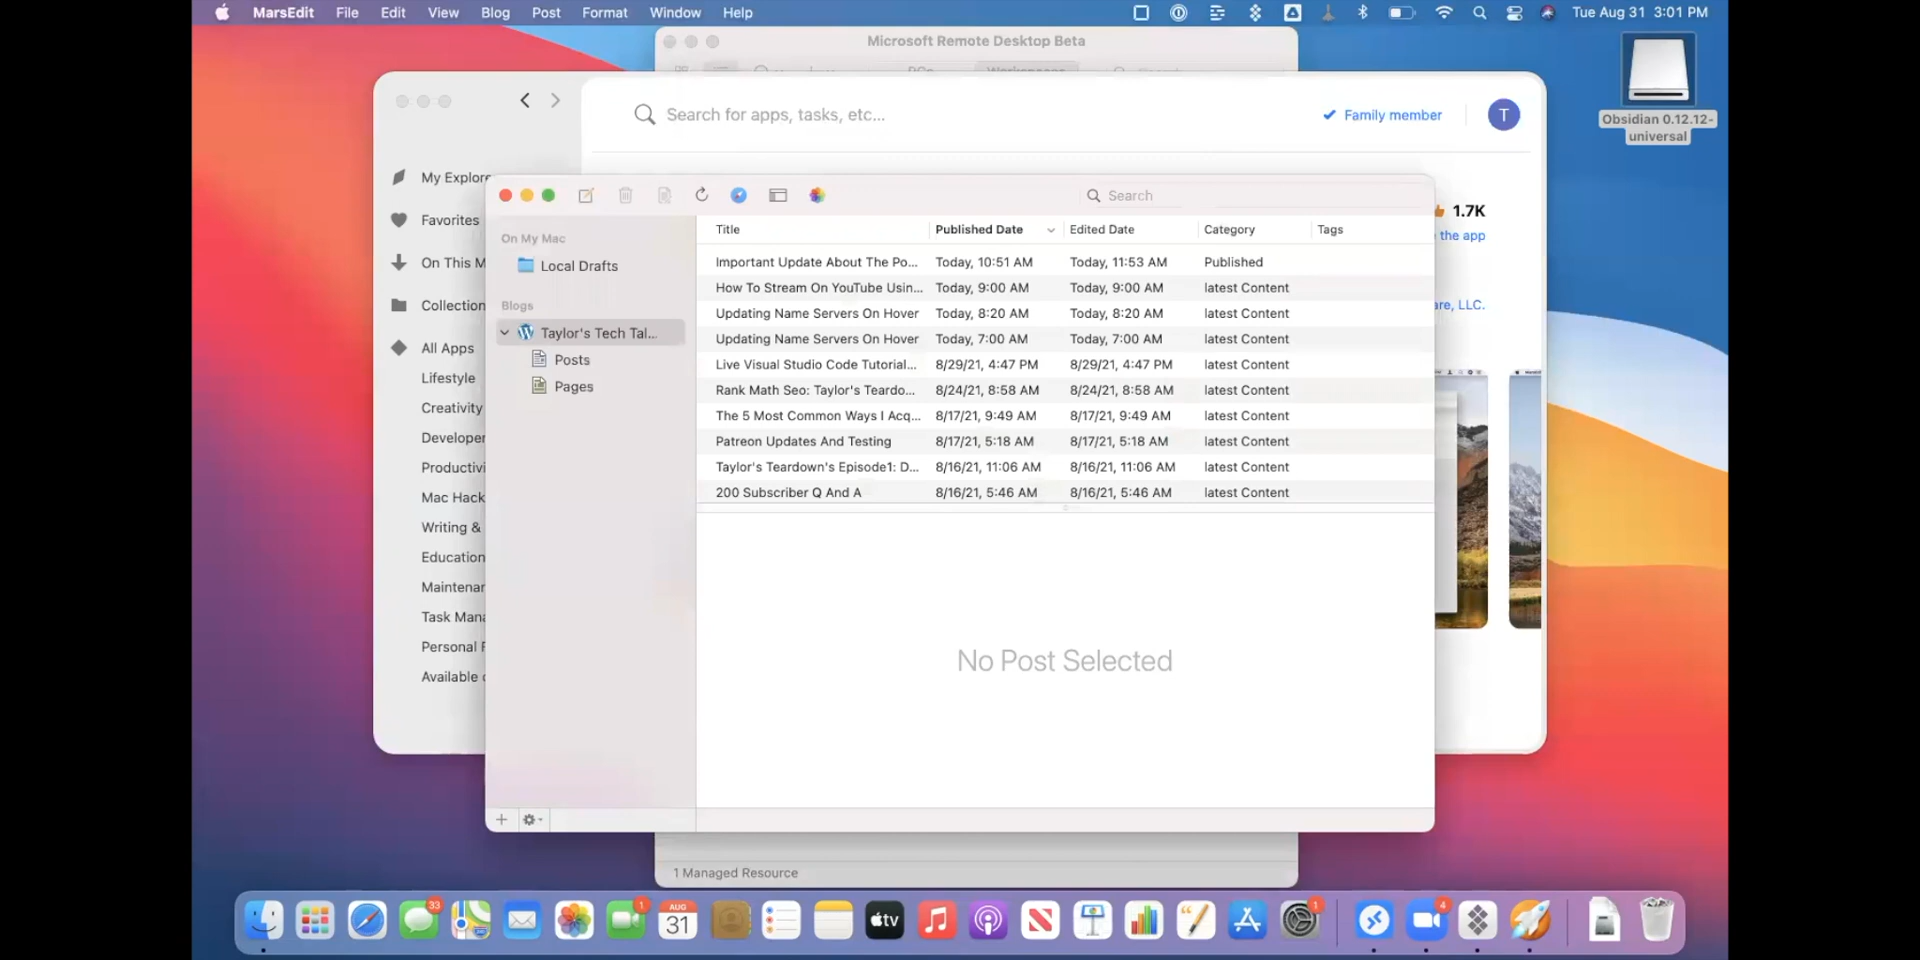 MarsEdit File Edit View Blog Post Format Window Help
Tue Aug 31 3:01 PM
Microsoft Remote Desktop Beta
Search for apps, tasks, etc...
Family member
T
Obsidian 0.12.12-
universal
My Explore
Favorites
On This M
Collection
All Apps
Lifestyle
Creativity
Developer
Productivi
Mac Hack
Writing &
Education
Maintenan
Task Mana
Personal F
Available
1.7K
the app
are, LLC.
Search
On My Mac
Local Drafts
Blogs
Taylor's Tech Tal...
Posts
Pages
Title Published Date Edited Date Category Tags
Important Update About The Po... Today, 10:51 AM Today, 11:53 AM Published
How To Stream On YouTube Usin... Today, 9:00 AM Today, 9:00 AM latest Content
Updating Name Servers On Hover Today, 8:20 AM Today, 8:20 AM latest Content
Updating Name Servers On Hover Today, 7:00 AM Today, 7:00 AM latest Content
Live Visual Studio Code Tutorial... 8/29/21, 4:47 PM 8/29/21, 4:47 PM latest Content
Rank Math Seo: Taylor's Teardo... 8/24/21, 8:58 AM 8/24/21, 8:58 AM latest Content
The 5 Most Common Ways I Acq... 8/17/21, 9:49 AM 8/17/21, 9:49 AM latest Content
Patreon Updates And Testing 8/17/21, 5:18 AM 8/17/21, 5:18 AM latest Content
Taylor's Teardown's Episode1: D... 8/16/21, 11:06 AM 8/16/21, 11:06 AM latest Content
200 Subscriber Q And A 8/16/21, 5:46 AM 8/16/21, 5:46 AM latest Content
No Post Selected
1 Managed Resource
33
1
AUG
31
tv
1
4